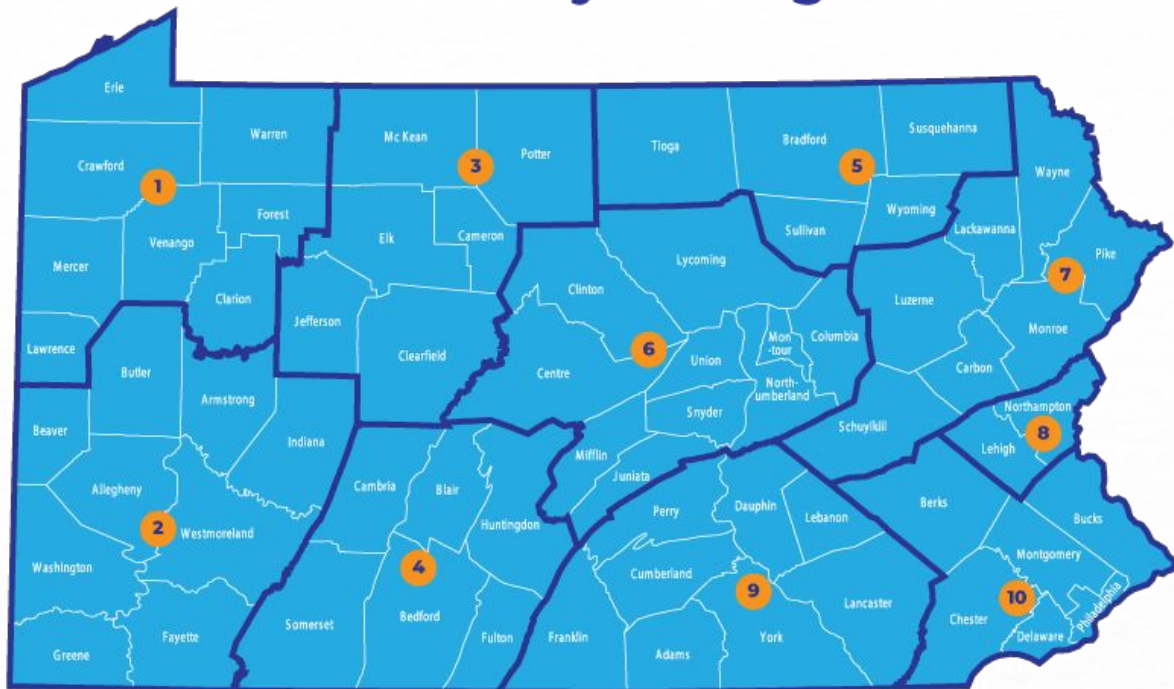 Erie
Warren
Mc Kean
Potter
Tioga
Bradford
Susquehanna
Crawford
1
3
5
Wayne
Forest
Venango
Elk
Cameron
Sullivan
Wyoming
Lackawanna
Pike
Mercer
Clarion
Lycoming
7
Clinton
Luzerne
Jefferson
Lawrence
Clearfield
6
Union
Mon
-tour
Columbia
Monroe
Butler
Centre
Carbon
Armstrong
Snyder
North-
umberland
Northampton
Beaver
Indiana
Schuylkill
8
Lehigh
Mifflin
Juniata
Allegheny
Cambria
Blair
Huntingdon
Perry
Dauphin
Lebanon
Berks
Bucks
2
Westmoreland
Washington
4
Cumberland
9
Montgomery
10
Philadelphia
Somerset
Bedford
Fulton
Franklin
Adams
York
Lancaster
Chester
Delaware
Greene
Fayette